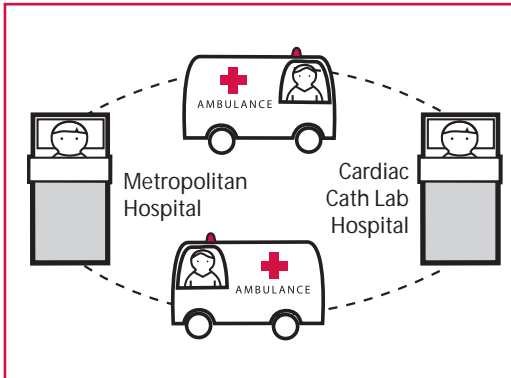 AMBULANCE
Metropolitan
Hospital
Cardiac
Cath Lab
Hospital
AMBULANCE